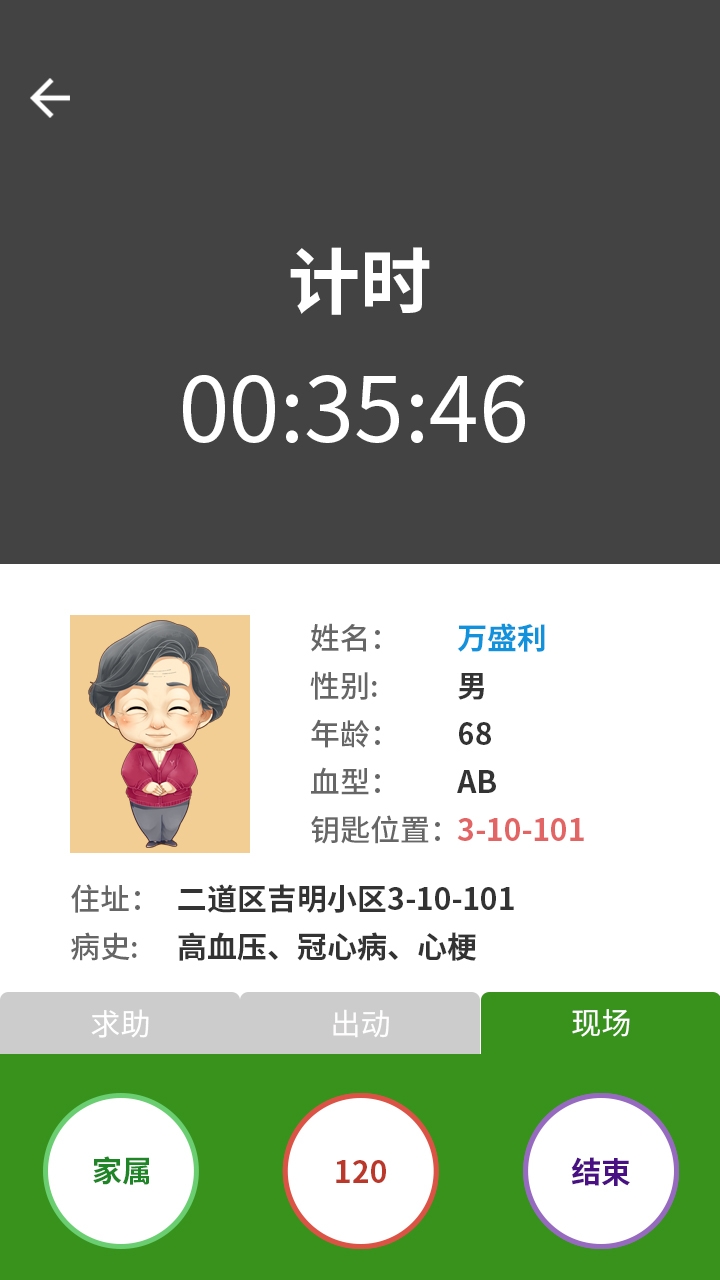 计时
00:35:46
姓名： 万盛利
性别: 男
年龄： 68
血型： AB
钥匙位置： 3-10-101
住址： 二道区吉明小区3-10-101
病史: 高血压、冠心病、心梗
求助 出动 现场
家属 120 结束